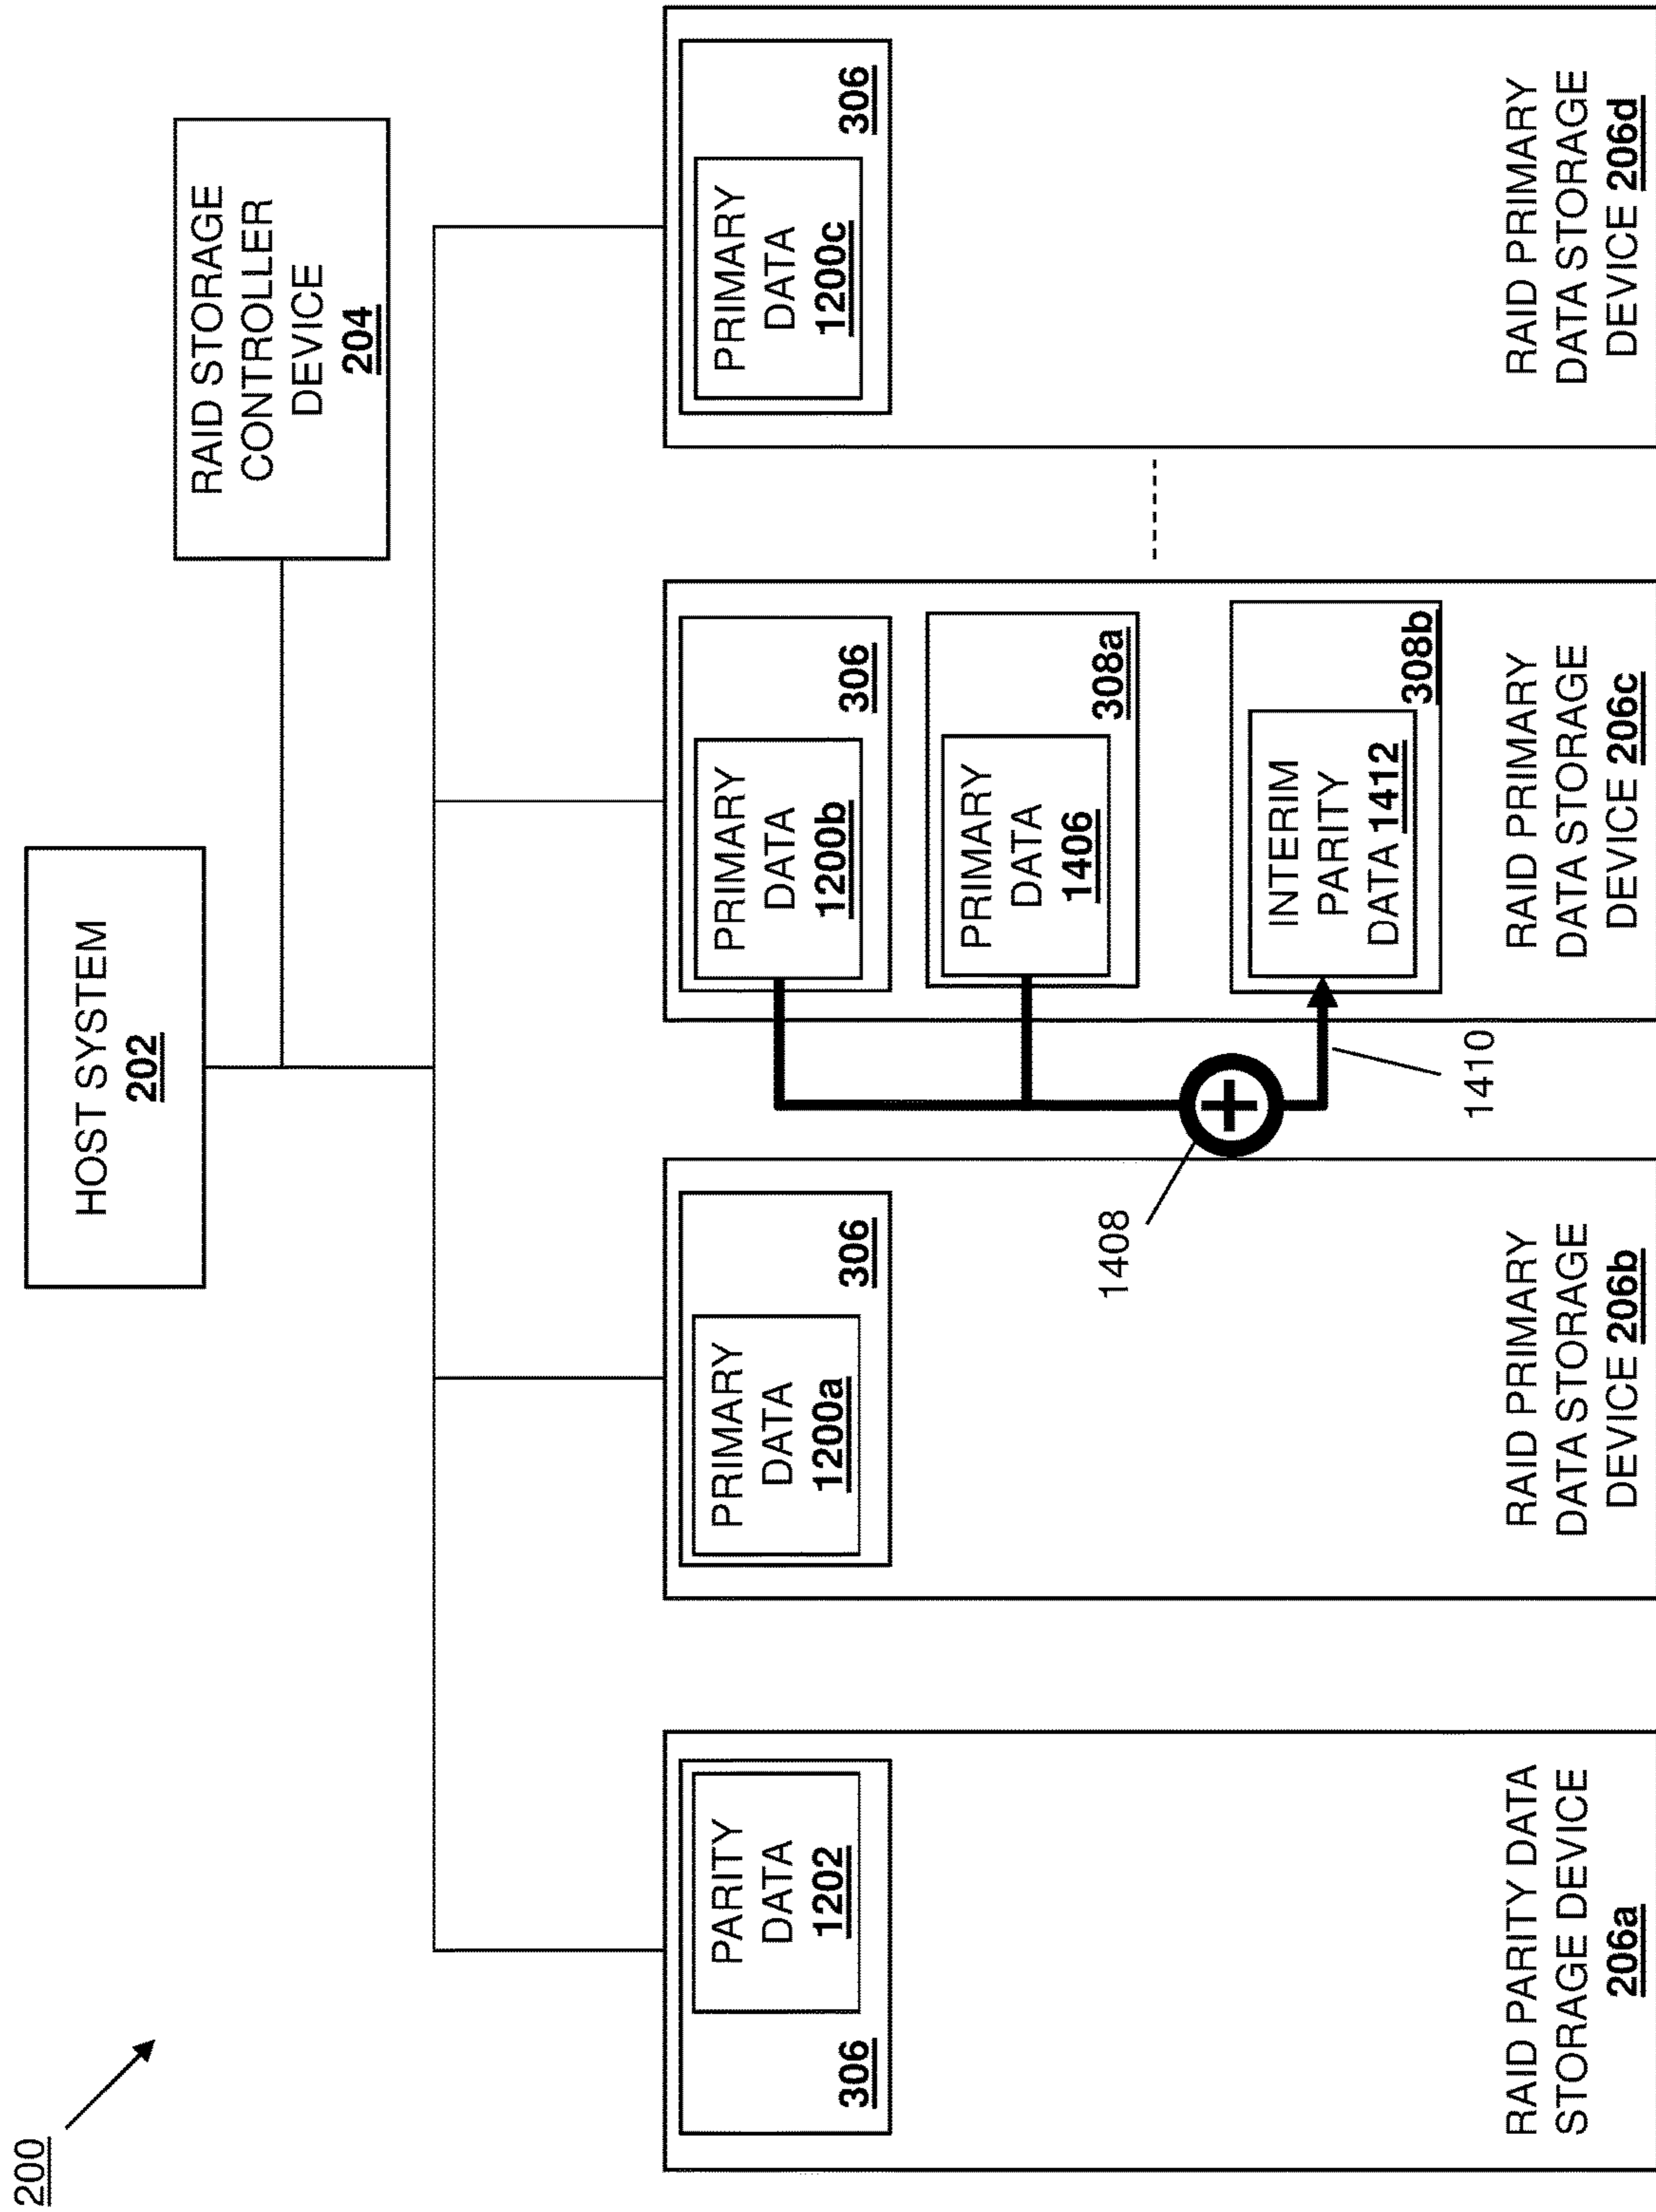 200
HOST SYSTEM
202
RAID STORAGE
CONTROLLER
DEVICE
204
306
PARITY
DATA
1202
RAID PARITY DATA
STORAGE DEVICE
206a
PRIMARY
DATA
1200a
306
RAID PRIMARY
DATA STORAGE
DEVICE 206b
1408
1410
PRIMARY
DATA
1200b
306
PRIMARY
DATA
1406
308a
INTERIM
PARITY
DATA 1412
308b
RAID PRIMARY
DATA STORAGE
DEVICE 206c
PRIMARY
DATA
1200c
306
RAID PRIMARY
DATA STORAGE
DEVICE 206d